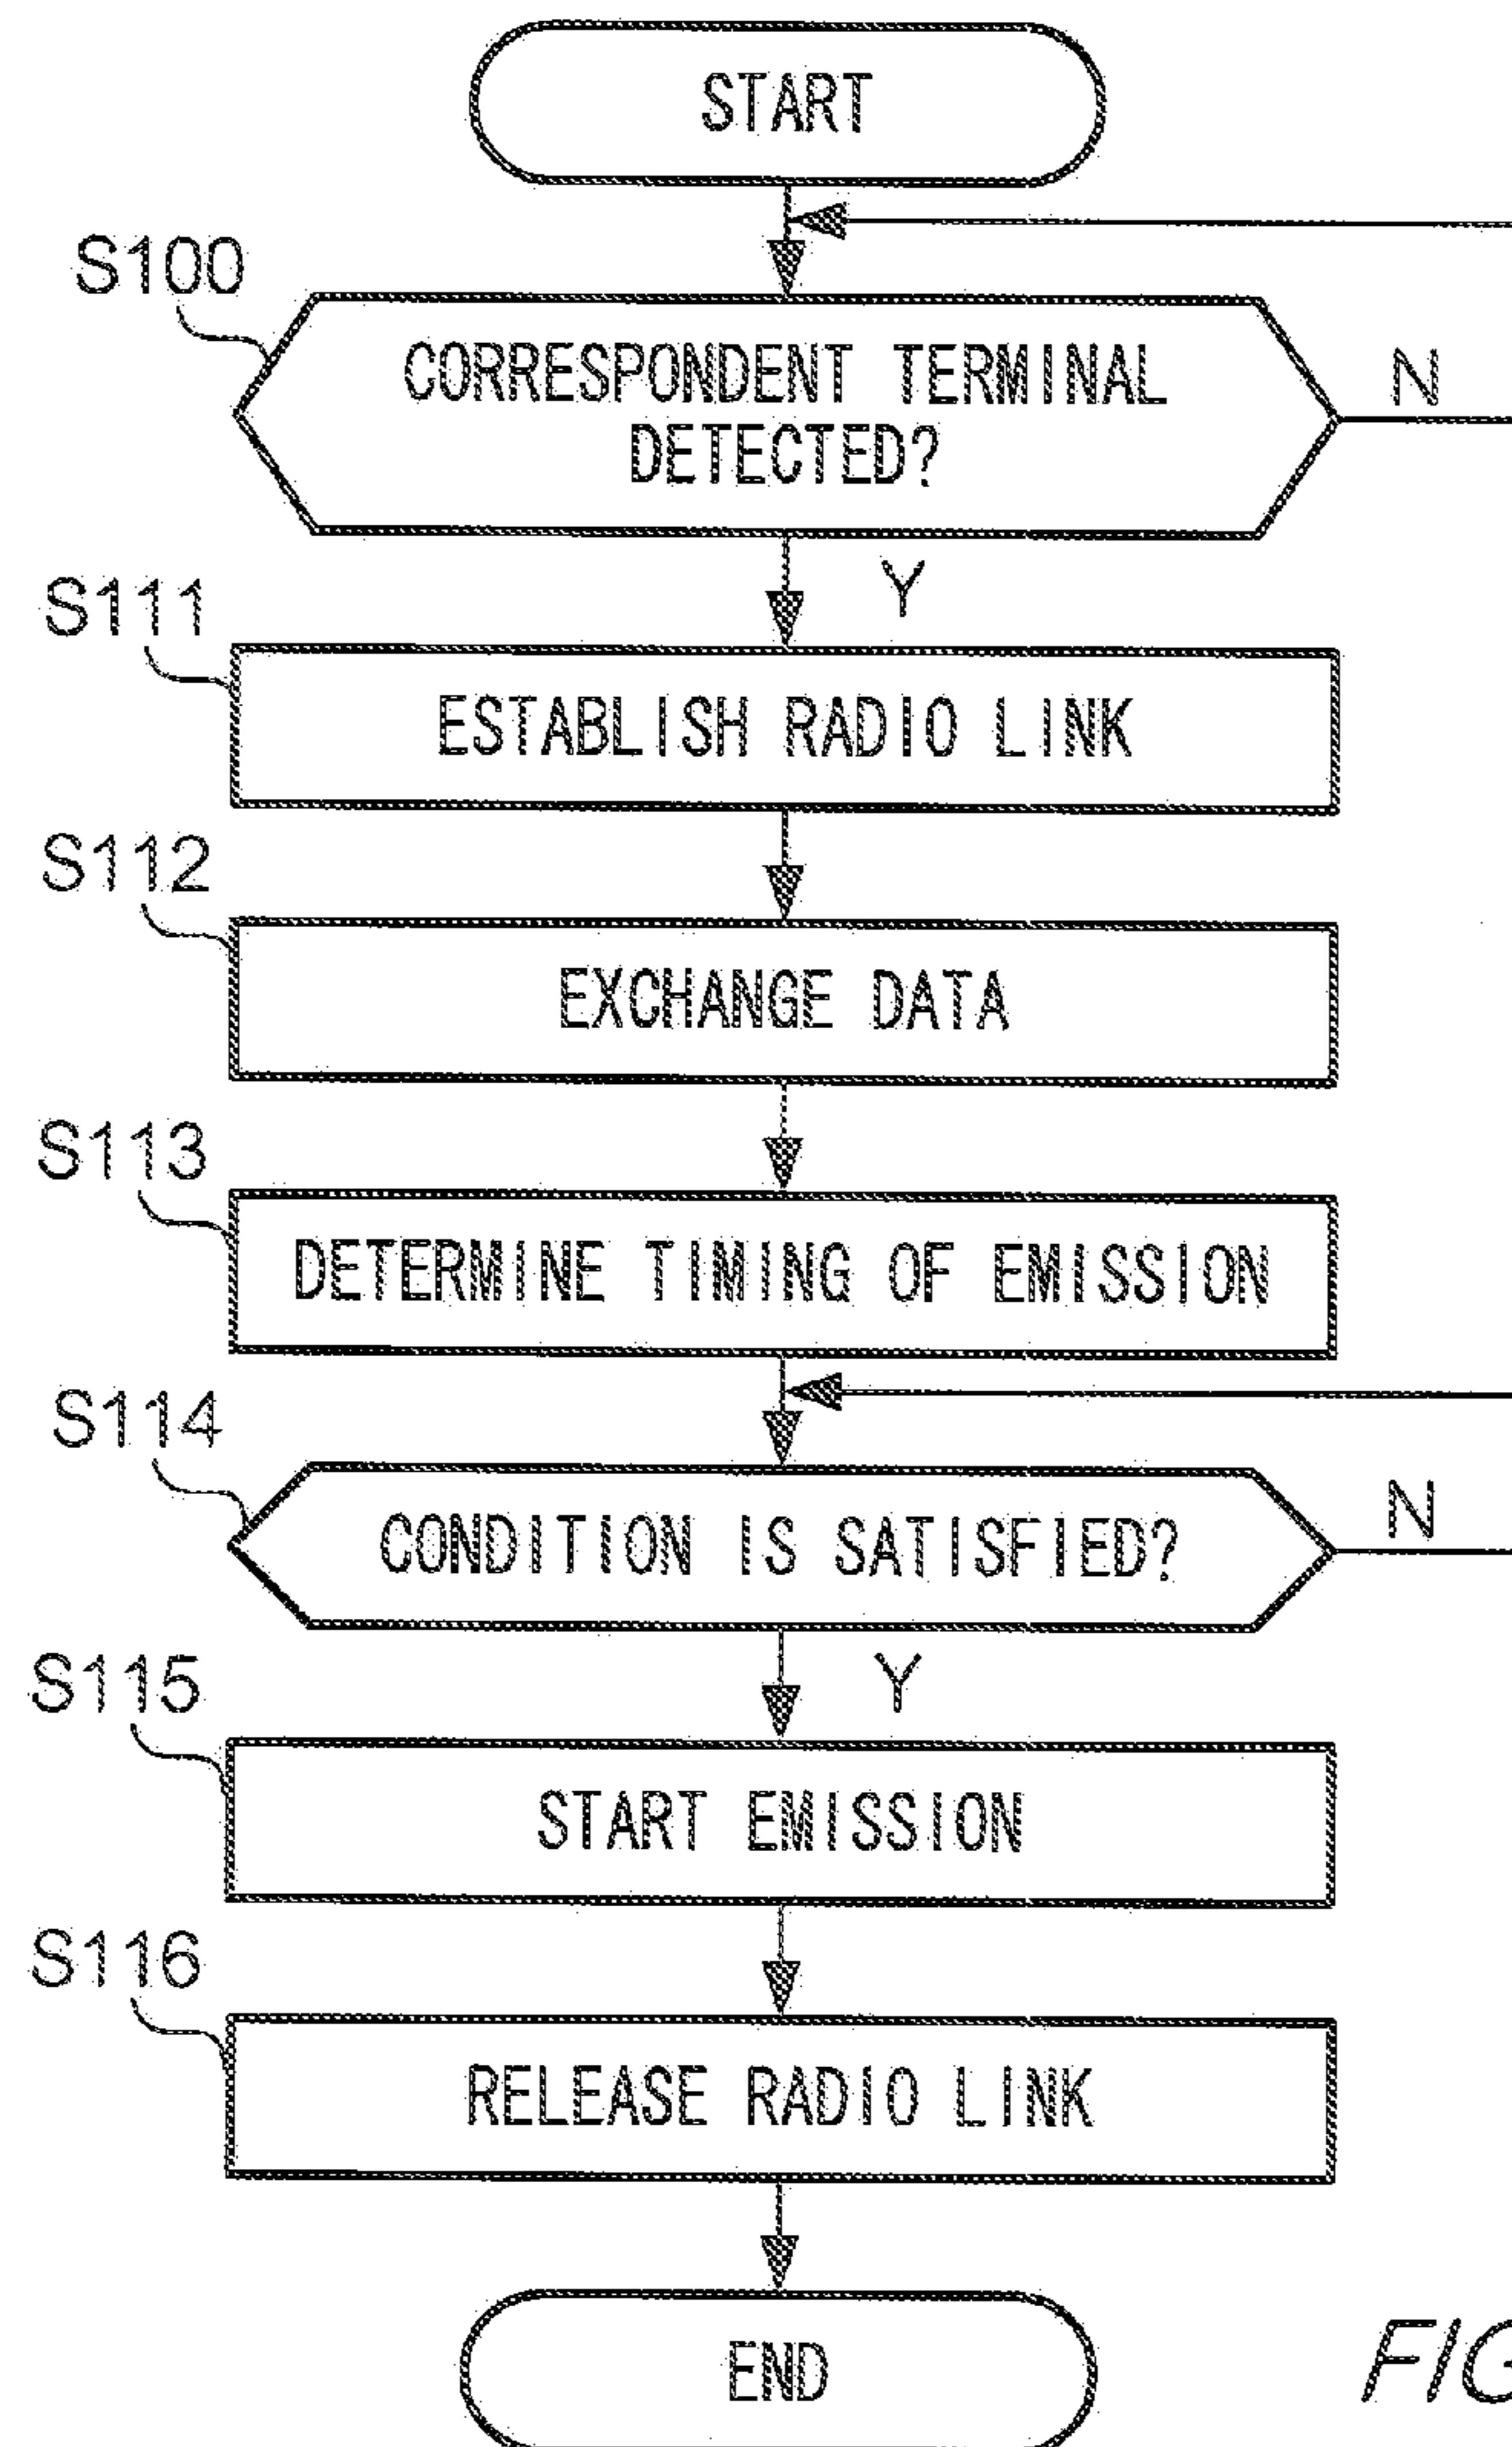 START
S100
CORRESPONDENT TERMINAL
DETECTED?
N
Y
S111
ESTABLISH RADIO LINK
S112
EXCHANGE DATA
S113
DETERMINE TIMING OF EMISSION
S114
CONDITION IS SATISFIED?
N
Y
S115
START EMISSION
S116
RELEASE RADIO LINK
END